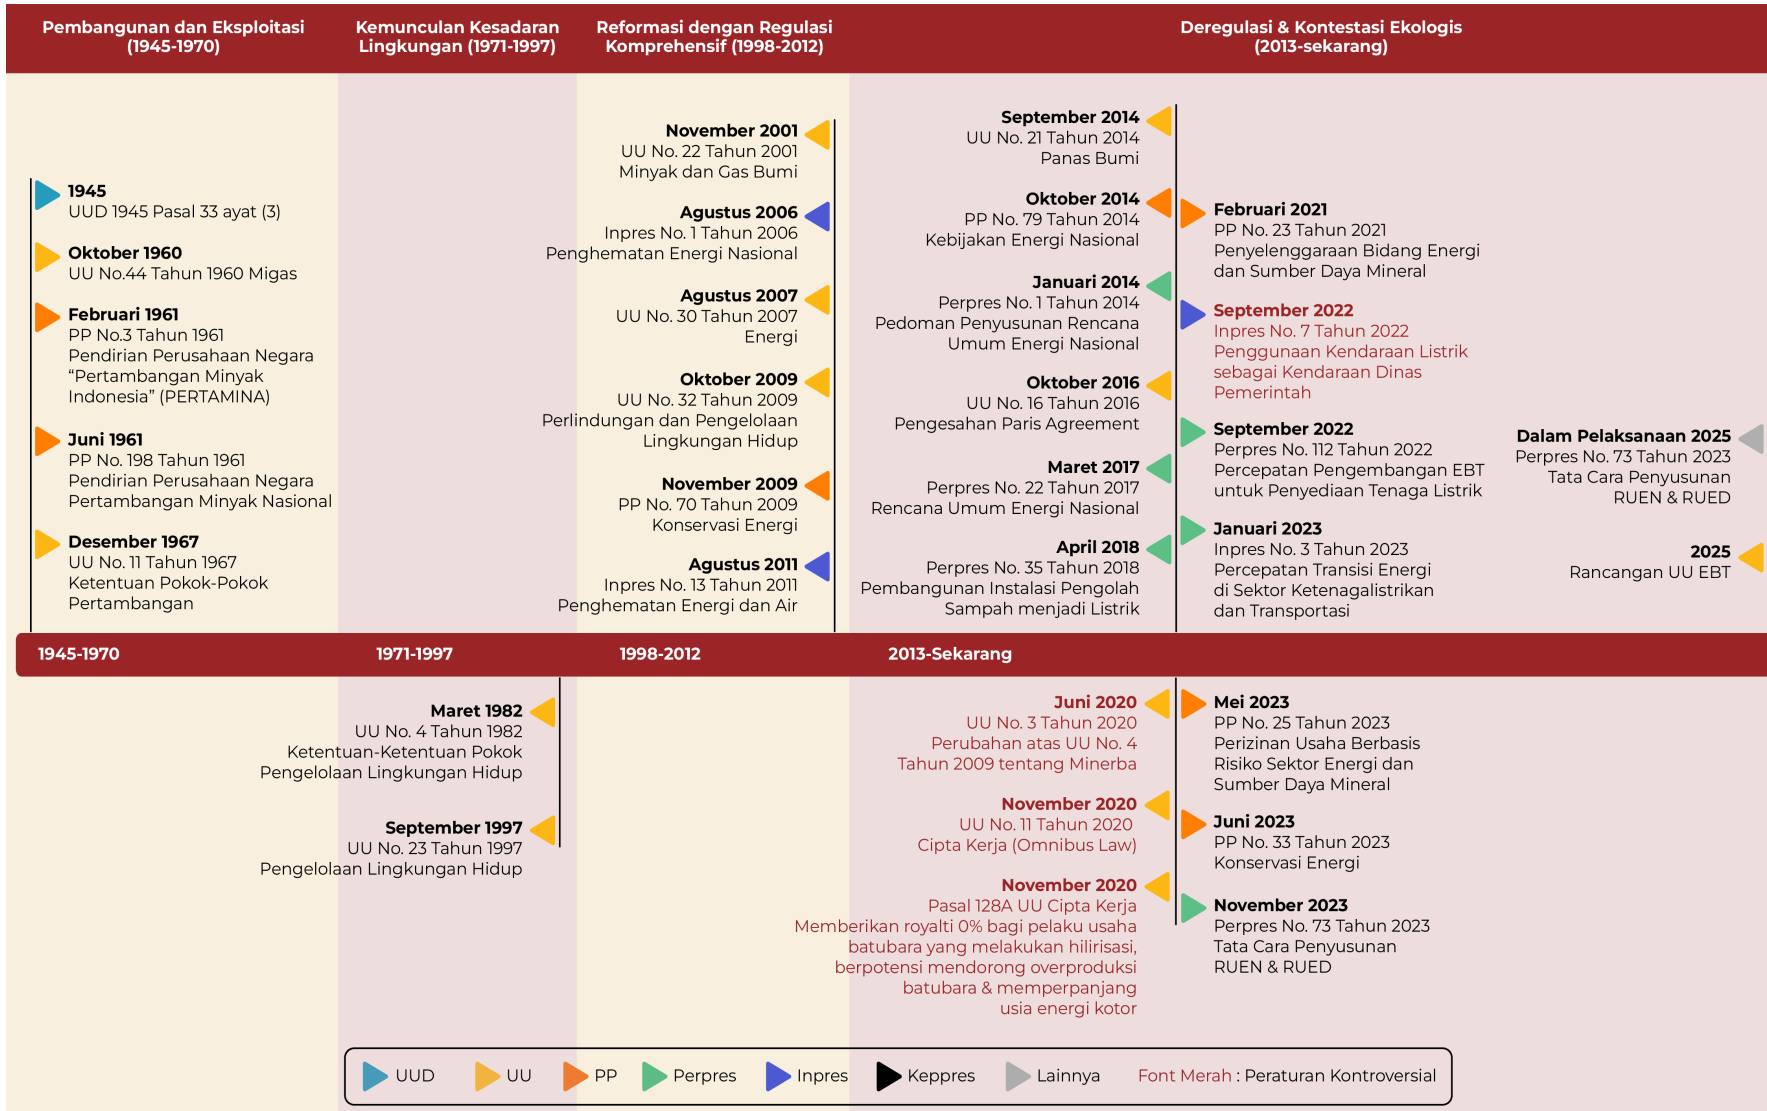 Pembangunan dan Eksploitasi
(1945-1970)
Kemunculan Kesadaran
Lingkungan (1971-1997)
Reformasi dengan Regulasi
Komprehensif (1998-2012)
Deregulasi & Kontestasi Ekologis
(2013-sekarang)
1945
UUD 1945 Pasal 33 ayat (3)
Oktober 1960
UU No.44 Tahun 1960 Migas
Februari 1961
PP No.3 Tahun 1961
Pendirian Perusahaan Negara
“Pertambangan Minyak
Indonesia” (PERTAMINA)
Juni 1961
PP No. 198 Tahun 1961
Pendirian Perusahaan Negara
Pertambangan Minyak Nasional
Desember 1967
UU No. 11 Tahun 1967
Ketentuan Pokok-Pokok
Pertambangan
November 2001
UU No. 22 Tahun 2001
Minyak dan Gas Bumi
Agustus 2006
Inpres No. 1 Tahun 2006
Penghematan Energi Nasional
Agustus 2007
UU No. 30 Tahun 2007
Energi
Oktober 2009
UU No. 32 Tahun 2009
Perlindungan dan Pengelolaan
Lingkungan Hidup
November 2009
PP No. 70 Tahun 2009
Konservasi Energi
Agustus 2011
Inpres No. 13 Tahun 2011
Penghematan Energi dan Air
September 2014
UU No. 21 Tahun 2014
Panas Bumi
Oktober 2014
PP No. 79 Tahun 2014
Kebijakan Energi Nasional
Januari 2014
Perpres No. 1 Tahun 2014
Pedoman Penyusunan Rencana
Umum Energi Nasional
Oktober 2016
UU No. 16 Tahun 2016
Pengesahan Paris Agreement
Maret 2017
Perpres No. 22 Tahun 2017
Rencana Umum Energi Nasional
April 2018
Perpres No. 35 Tahun 2018
Pembangunan Instalasi Pengolah
Sampah menjadi Listrik
Februari 2021
PP No. 23 Tahun 2021
Penyelenggaraan Bidang Energi
dan Sumber Daya Mineral
September 2022
Inpres No. 7 Tahun 2022
Penggunaan Kendaraan Listrik
sebagai Kendaraan Dinas
Pemerintah
September 2022
Perpres No. 112 Tahun 2022
Percepatan Pengembangan EBT
untuk Penyediaan Tenaga Listrik
Januari 2023
Inpres No. 3 Tahun 2023
Percepatan Transisi Energi
di Sektor Ketenagalistrikan
dan Transportasi
Dalam Pelaksanaan 2025
Perpres No. 73 Tahun 2023
Tata Cara Penyusunan
RUEN & RUED
2025
Rancangan UU EBT
1945-1970
1971-1997
1998-2012
2013-Sekarang
Maret 1982
UU No. 4 Tahun 1982
Ketentuan-Ketentuan Pokok
Pengelolaan Lingkungan Hidup
September 1997
UU No. 23 Tahun 1997
Pengelolaan Lingkungan Hidup
Juni 2020
UU No. 3 Tahun 2020
Perubahan atas UU No. 4
Tahun 2009 tentang Minerba
November 2020
UU No. 11 Tahun 2020
Cipta Kerja (Omnibus Law)
November 2020
Pasal 128A UU Cipta Kerja
Memberikan royalti 0% bagi pelaku usaha
batubara yang melakukan hilirisasi,
berpotensi mendorong overproduksi
batubara & memperpanjang
usia energi kotor
Mei 2023
PP No. 25 Tahun 2023
Perizinan Usaha Berbasis
Risiko Sektor Energi dan
Sumber Daya Mineral
Juni 2023
PP No. 33 Tahun 2023
Konservasi Energi
November 2023
Perpres No. 73 Tahun 2023
Tata Cara Penyusunan
RUEN & RUED
UUD
UU
PP
Perpres
Inpres
Keppres
Lainnya
Font Merah : Peraturan Kontroversial